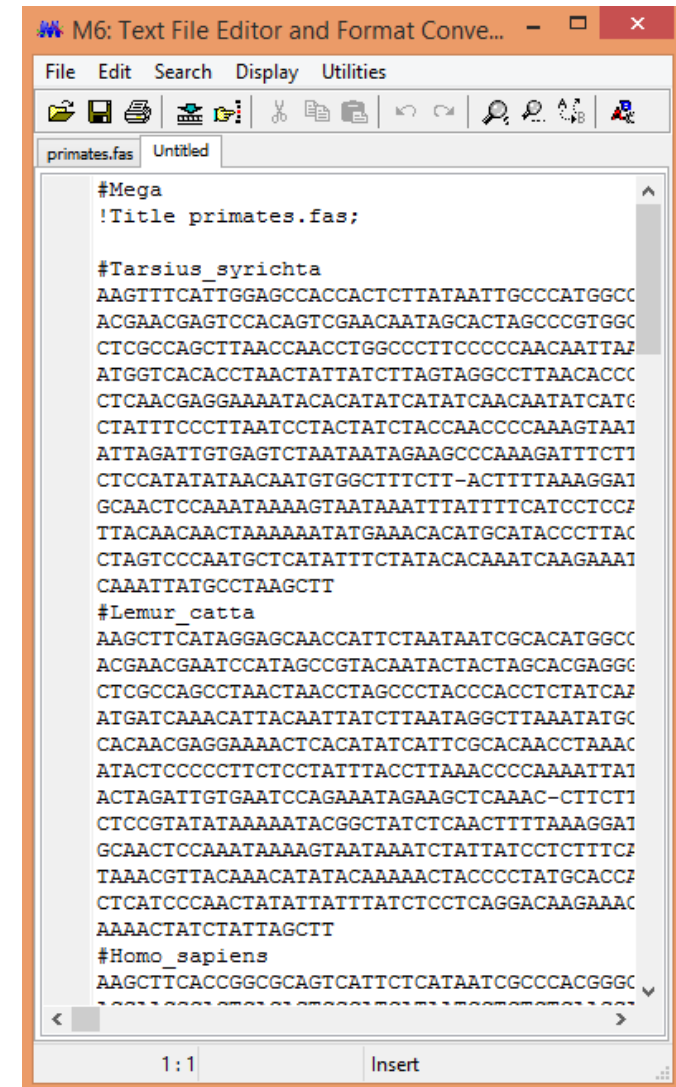 M6: Text File Editor and Format Conve...
File Edit Search Display Utilities
primates.fas Untitled
#Mega
!Title primates.fas;
#Tarsius_syrichta
AAGTTTCATTGGAGCCACCACTCTTATAATTGCCCATGGCC
ACGAACGAGTCCACAGTCGAACAATAGCACTAGCCCGTGGC
CTCGCCAGCTTAACCAACCTGGCCCTTCCCCCAACAATTAA
ATGGTCACACCTAACTATTATCTTAGTAGGCCTTAACACCC
CTCAACGAGGAAAATACACATATCATATCAACAATATCATG
CTATTTCCCTTAATCCTACTATCTACCAACCCCAAAGTAAT
ATTAGATTGTGAGTCTAATAATAGAAGCCCAAAGATTTCTT
CTCCATATATAACAATGTGGCTTTCTT-ACTTTTAAAGGAT
GCAACTCCAAATAAAAGTAATAAATTTATTTTCATCCTCCA
TTACAACAACTAAAAAATATGAAACACATGCATACCCTTAC
CTAGTCCCAATGCTCATATTTCTATACACAAATCAAGAAAT
CAAATTATGCCTAAGCTT
#Lemur_catta
AAGCTTCATAGGAGCAACCATTCTAATAATCGCACATGGCC
ACGAACGAATCCATAGCCGTACAATACTACTAGCACGAGGG
CTCGCCAGCCTAACTAACCTAGCCCTACCCACCTCTATCAA
ATGATCAAACATTACAATTATCTTAATAGGCTTAAATATGC
CACAACGAGGAAAACTCACATATCATTCGCACAACCTAAAC
ATACTCCCCCTTCTCCTATTTACCTTAAACCCCAAAATTAT
ACTAGATTGTGAATCCAGAAATAGAAGCTCAAAC-CTTCTT
CTCCGTATATAAAAATACGGCTATCTCAACTTTTAAAGGAT
GCAACTCCAAATAAAAGTAATAAATCTATTATCCTCTTTCA
TAAACGTTACAAACATATACAAAAACTACCCCTATGCACCA
CTCATCCCAACTATATTATTTATCTCCTCAGGACAAGAAAC
AAAACTATCTATTAGCTT
#Homo_sapiens
AAGCTTCACCGGCGCAGTCATTCTCATAATCGCCCACGGGC
1:1 Insert